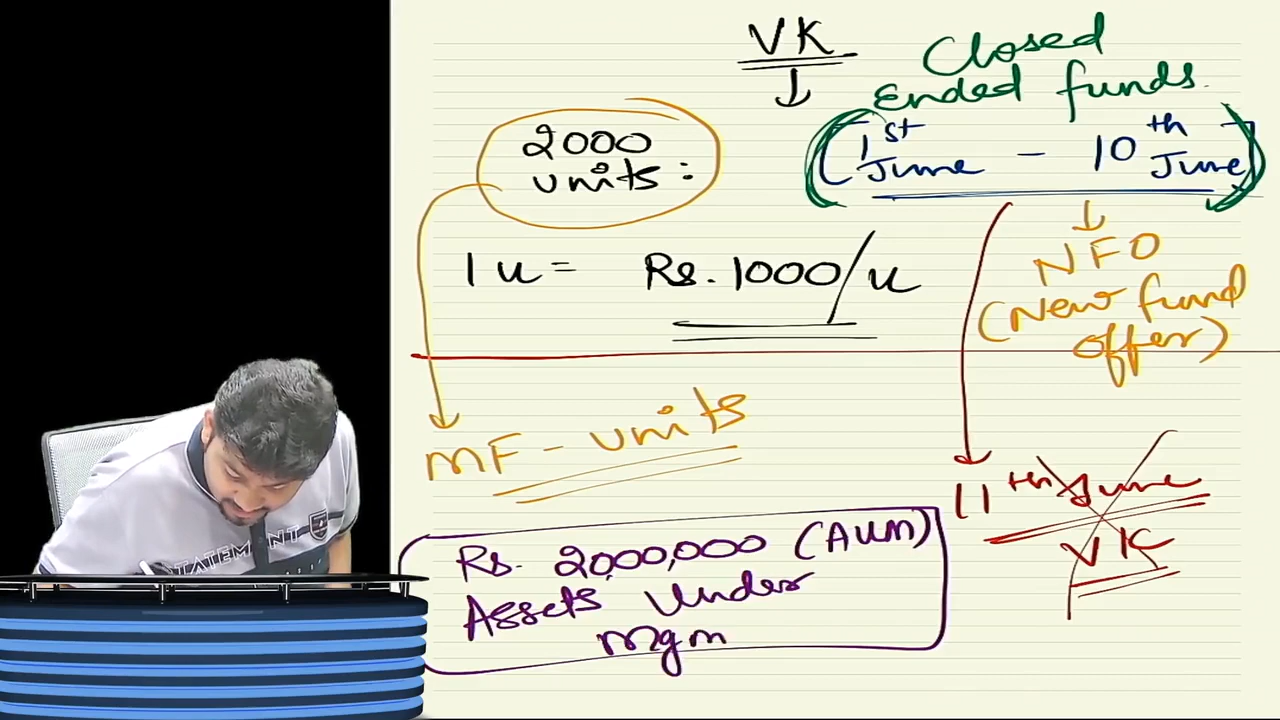 VK
Closed
Ended funds.
2000
units:
(1st June - 10th June)
1 u = Rs. 1000/u
NFO
(New fund
offer)
MF - units
11th June
VK
Rs. 2000,000 (AUM)
Assets Under
Mgm
STATEMENT